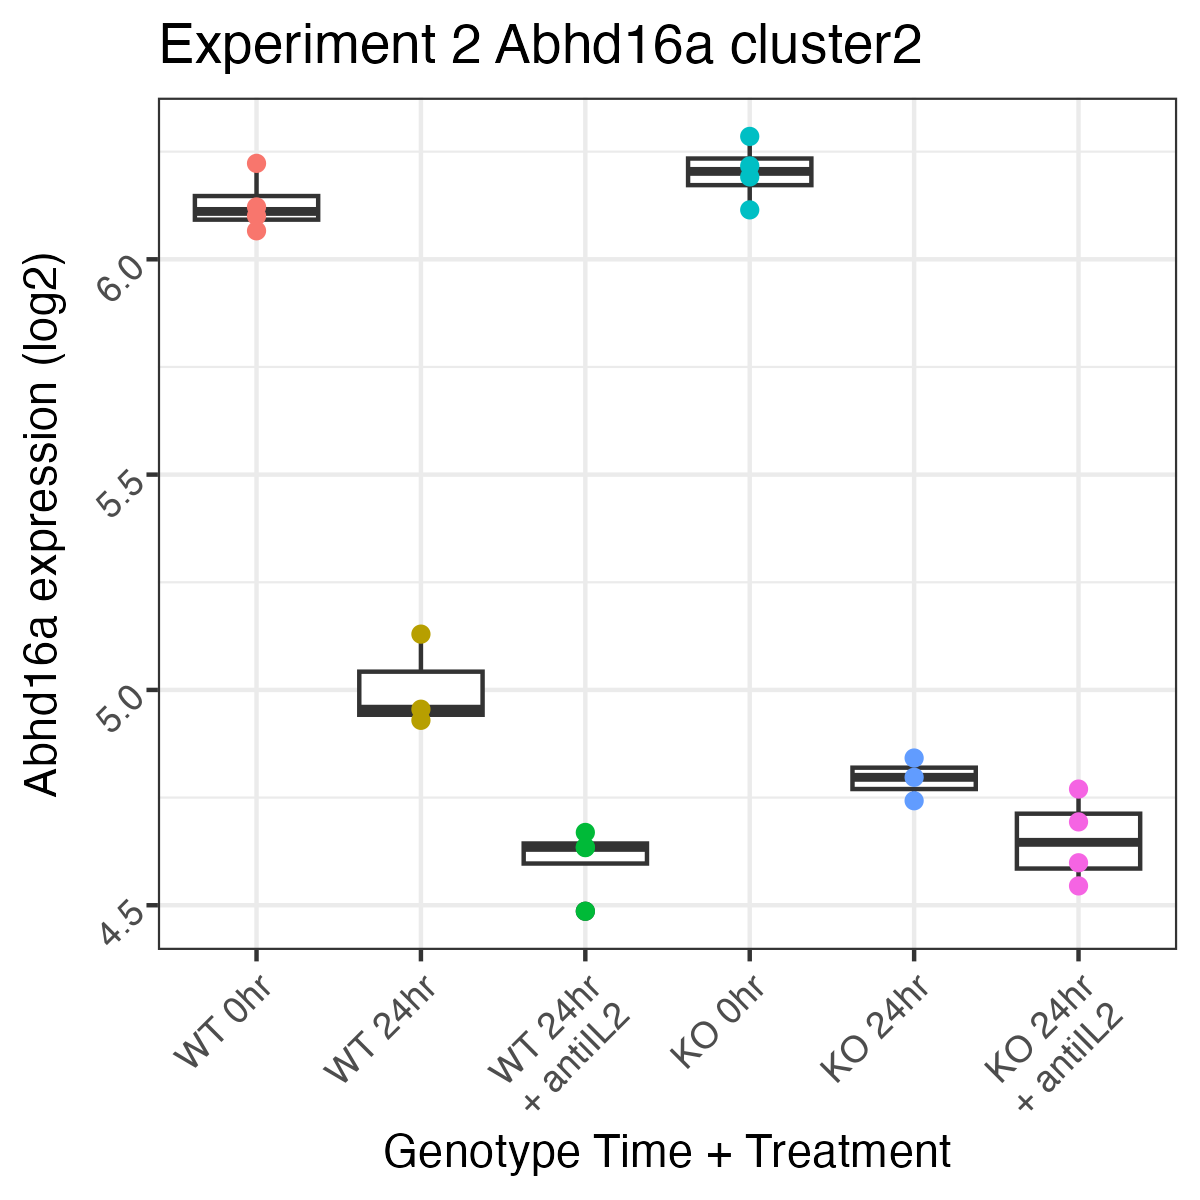 Experiment 2 Abhd16a cluster2
Abhd16a expression (log2)
6.0
5.5
5.0
4.5
WT 0hr
WT 24hr
WT 24hr
+ antiIL2
KO 0hr
KO 24hr
KO 24hr
+ antiIL2
Genotype Time + Treatment